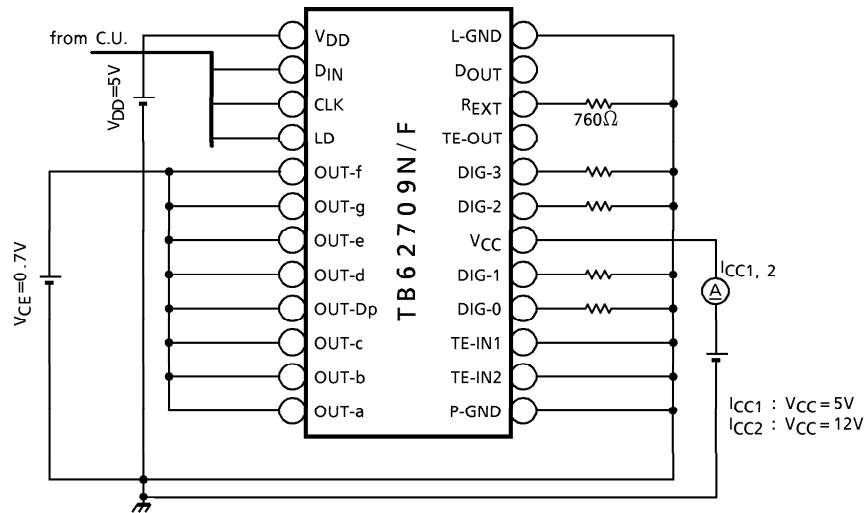 from C.U.
VDD=5V
VCE=0.7V
VDD
DIN
CLK
LD
OUT-f
OUT-g
OUT-e
OUT-d
OUT-Dp
OUT-c
OUT-b
OUT-a
TB62709N/F
L-GND
DOUT
REXT
TE-OUT
DIG-3
DIG-2
VCC
DIG-1
DIG-0
TE-IN1
TE-IN2
P-GND
760Ω
ICC1, 2
A
ICC1 : VCC=5V
ICC2 : VCC=12V